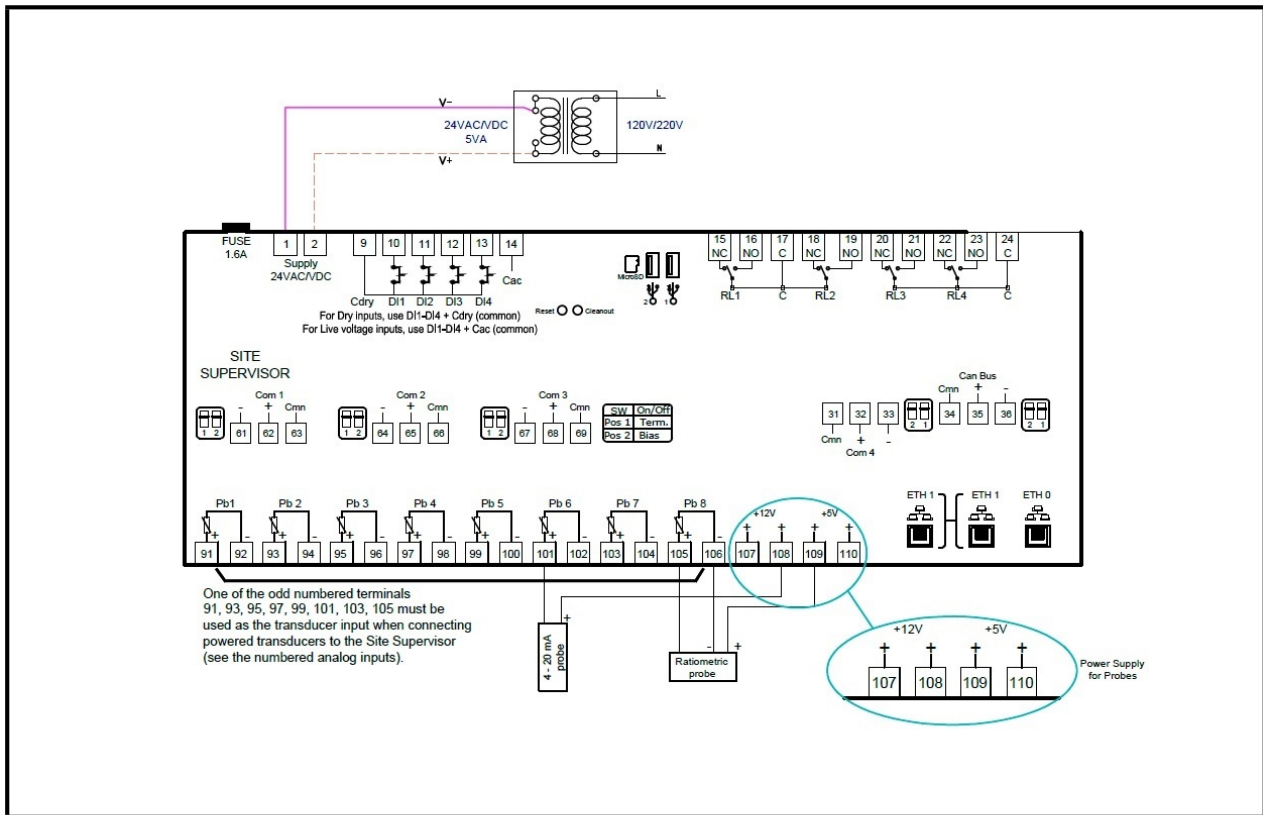 L
V-
24VAC/VDC
5VA
120V/220V
V+
N
FUSE
1.6A
1 2
Supply
24VAC/VDC
9 10 11 12 13 14
Cac
Cdry DI1 DI2 DI3 DI4
For Dry inputs, use DI1-DI4 + Cdry (common)
For Live voltage inputs, use DI1-DI4 + Cac (common)
MicroSD
2 1
Reset Cleanout
15 16 17 18 19 20 21 22 23 24
NC NO C NC NO NC NO NC NO C
RL1 C RL2 RL3 RL4 C
SITE
SUPERVISOR
Com 1
- + Cmn
1 2 61 62 63
Com 2
- + Cmn
1 2 64 65 66
Com 3
- + Cmn
1 2 67 68 69
SW On/Off
Pos 1 Term.
Pos 2 Bias
31 32 33
Cmn + -
Com 4
2 1
Can Bus
Cmn + -
34 35 36
2 1
Pb1 Pb 2 Pb 3 Pb 4 Pb 5 Pb 6 Pb 7 Pb 8
+ - + - + - + - + - + - + - + -
91 92 93 94 95 96 97 98 99 100 101 102 103 104 105 106
+12V +5V
+ + + +
107 108 109 110
ETH 1 ETH 1 ETH 0
One of the odd numbered terminals
91, 93, 95, 97, 99, 101, 103, 105 must be
used as the transducer input when connecting
powered transducers to the Site Supervisor
(see the numbered analog inputs).
+
4 - 20 mA
probe
- +
Ratiometric
probe
+12V +5V
+ + + +
107 108 109 110
Power Supply
for Probes